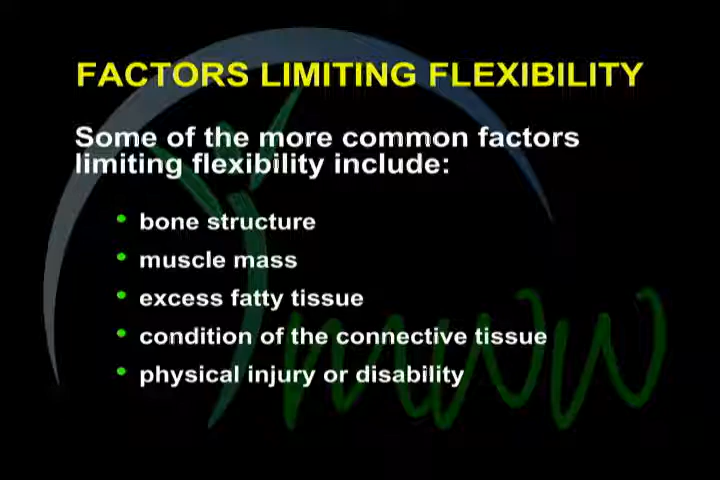 FACTORS LIMITING FLEXIBILITY
Some of the more common factors
limiting flexibility include:
• bone structure
• muscle mass
• excess fatty tissue
• condition of the connective tissue
• physical injury or disability
mww